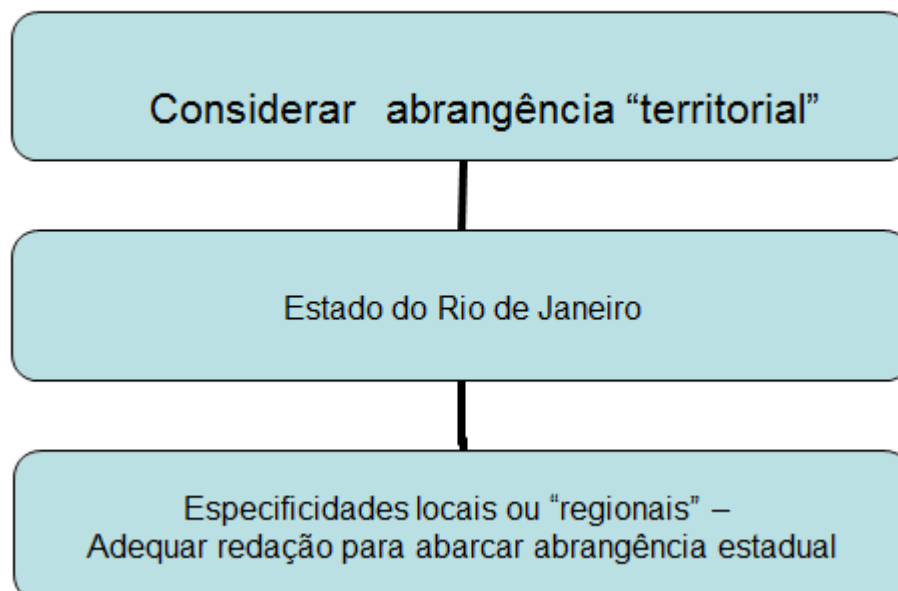 Considerar abrangência “territorial”
Estado do Rio de Janeiro
Especificidades locais ou “regionais” –
Adequar redação para abarcar abrangência estadual